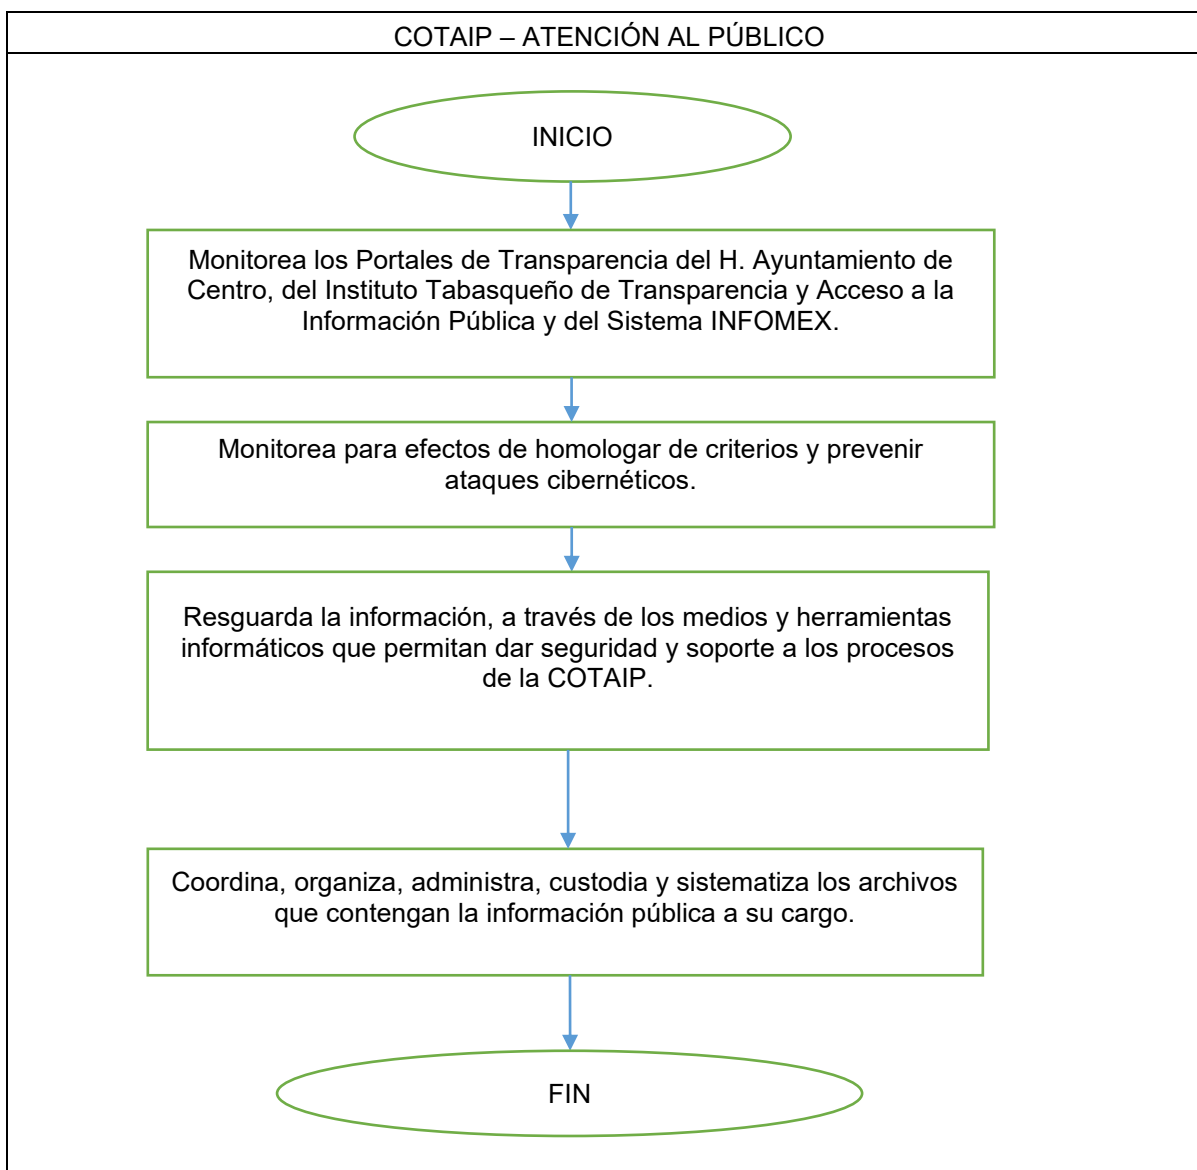 COTAIP – ATENCIÓN AL PÚBLICO
INICIO
Monitorea los Portales de Transparencia del H. Ayuntamiento de
Centro, del Instituto Tabasqueño de Transparencia y Acceso a la
Información Pública y del Sistema INFOMEX.
Monitorea para efectos de homologar de criterios y prevenir
ataques cibernéticos.
Resguarda la información, a través de los medios y herramientas
informáticos que permitan dar seguridad y soporte a los procesos
de la COTAIP.
Coordina, organiza, administra, custodia y sistematiza los archivos
que contengan la información pública a su cargo.
FIN